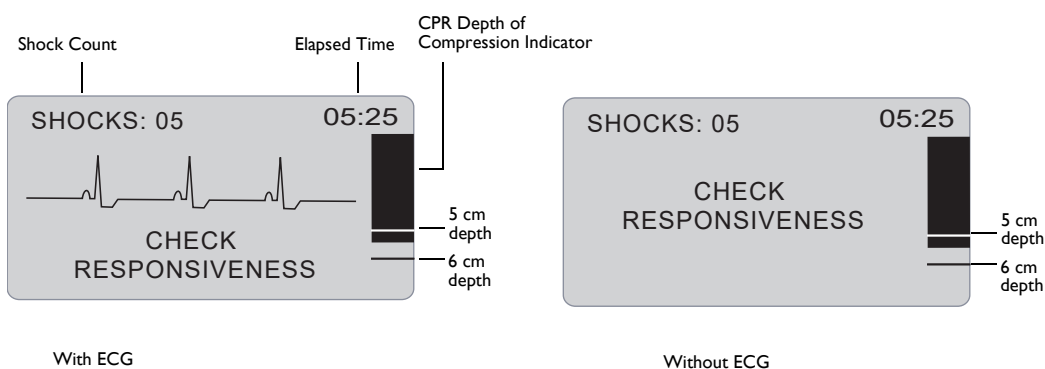 CPR Depth of
Compression Indicator
Shock Count
Elapsed Time
SHOCKS: 05
05:25
5 cm
depth
CHECK
RESPONSIVENESS
6 cm
depth
With ECG
SHOCKS: 05
05:25
CHECK
RESPONSIVENESS
5 cm
depth
6 cm
depth
Without ECG